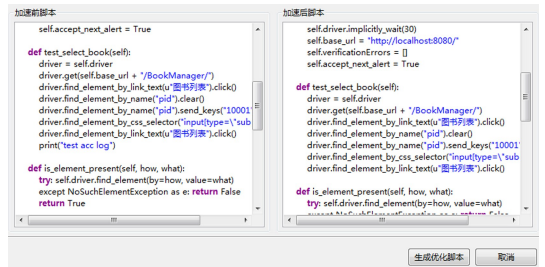 加速前脚本
self.accept_next_alert = True
def test_select_book(self):
driver = self.driver
driver.get(self.base_url + "/BookManager/")
driver.find_element_by_link_text(u"图书列表").click()
driver.find_element_by_name("pid").clear()
driver.find_element_by_name("pid").send_keys("10001
driver.find_element_by_css_selector("input[type=\"sub
driver.find_element_by_link_text(u"图书列表").click()
print("test acc log")
def is_element_present(self, how, what):
try: self.driver.find_element(by=how, value=what)
except NoSuchElementException as e: return False
return True
加速后脚本
self.driver.implicitly_wait(30)
self.base_url = "http://localhost:8080/"
self.verificationErrors = []
self.accept_next_alert = True
def test_select_book(self):
driver = self.driver
driver.get(self.base_url + "/BookManager/")
driver.find_element_by_link_text(u"图书列表").click()
driver.find_element_by_name("pid").clear()
driver.find_element_by_name("pid").send_keys("10001
driver.find_element_by_css_selector("input[type=\"sub
driver.find_element_by_link_text(u"图书列表").click()
def is_element_present(self, how, what):
try: self.driver.find_element(by=how, value=what)
except NoSuchElementException as e: return False
生成优化脚本
取消